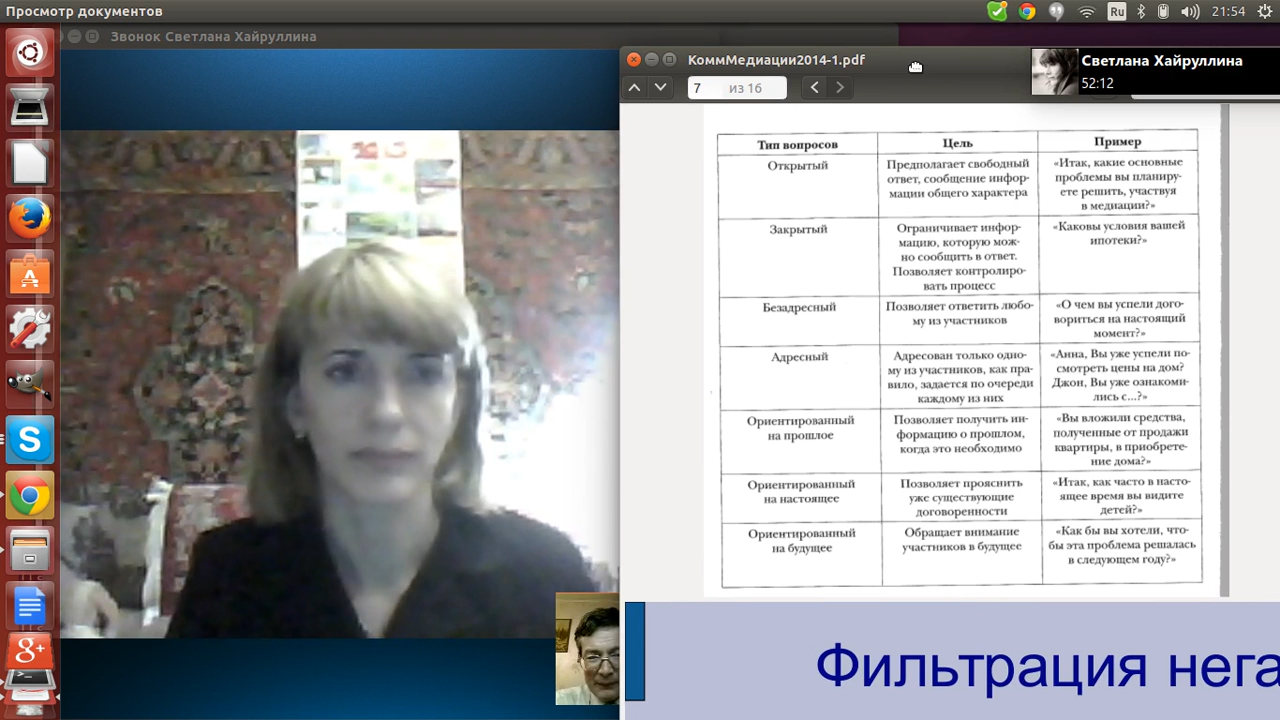 Просмотр документов
Ru
21:54
Звонок Светлана Хайруллина
КоммМедиации2014-1.pdf
Светлана Хайруллина
52:12
7 из 16
Тип вопросов
Цель
Пример
Открытый
Предполагает свободный
ответ, сообщение инфор-
мации общего характера
«Итак, какие основные
проблемы вы планиру-
ете решить, участвуя
в медиации?»
Закрытый
Ограничивает инфор-
мацию, которую мож-
но сообщить в ответ.
Позволяет контролиро-
вать процесс
«Каковы условия вашей
ипотеки?»
Безадресный
Позволяет ответить любо-
му из участников
«О чем вы успели дого-
вориться на настоящий
момент?»
Адресный
Адресован только одно-
му из участников, как пра-
вило, задается по очереди
каждому из них
«Анна, Вы уже успели по-
смотреть цены на дом?
Джон, Вы уже ознакоми-
лись с...?»
Ориентированный
на прошлое
Позволяет получить ин-
формацию о прошлом,
когда это необходимо
«Вы вложили средства,
полученные от продажи
квартиры, в приобрете-
ние дома?»
Ориентированный
на настоящее
Позволяет прояснить
уже существующие
договоренности
«Итак, как часто в насто-
ящее время вы видите
детей?»
Ориентированный
на будущее
Обращает внимание
участников в будущее
«Как бы вы хотели, что-
бы эта проблема решалась
в следующем году?»
Фильтрация нега